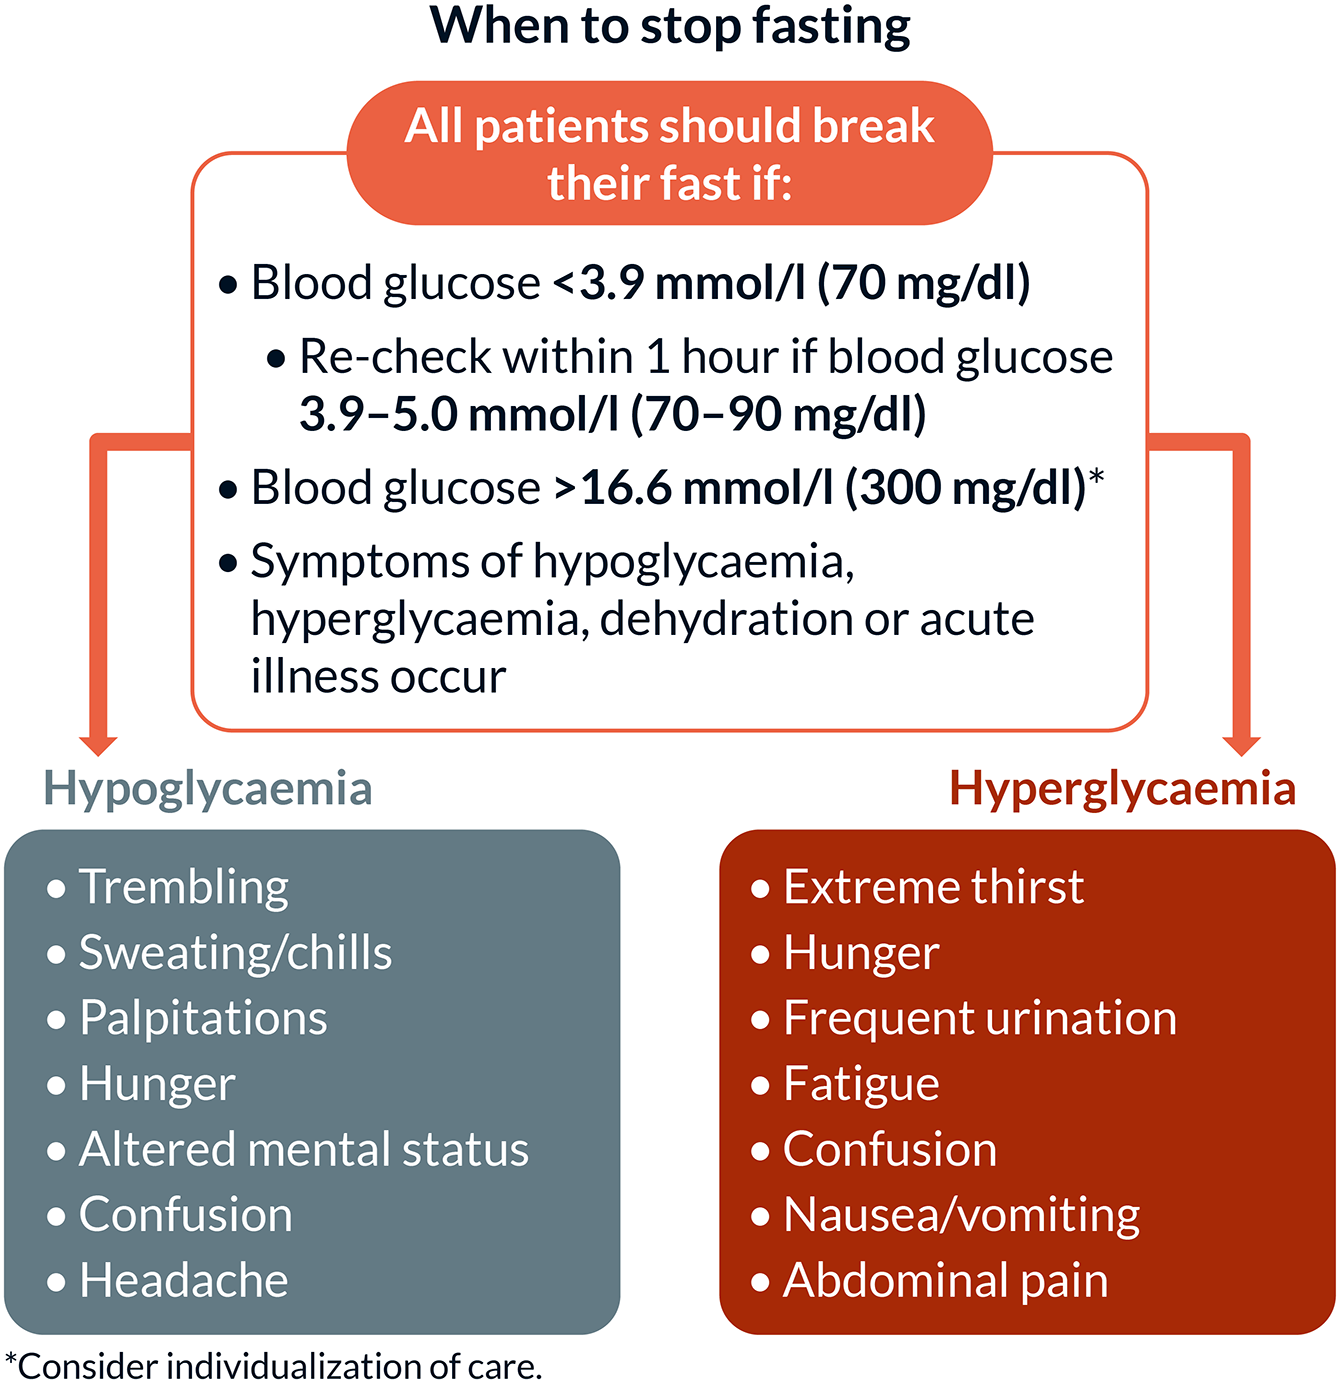 When to stop fasting
All patients should break
their fast if:
• Blood glucose <3.9 mmol/l (70 mg/dl)
• Re-check within 1 hour if blood glucose
3.9–5.0 mmol/l (70–90 mg/dl)
• Blood glucose >16.6 mmol/l (300 mg/dl)*
• Symptoms of hypoglycaemia,
hyperglycaemia, dehydration or acute
illness occur
Hypoglycaemia
• Trembling
• Sweating/chills
• Palpitations
• Hunger
• Altered mental status
• Confusion
• Headache
Hyperglycaemia
• Extreme thirst
• Hunger
• Frequent urination
• Fatigue
• Confusion
• Nausea/vomiting
• Abdominal pain
*Consider individualization of care.